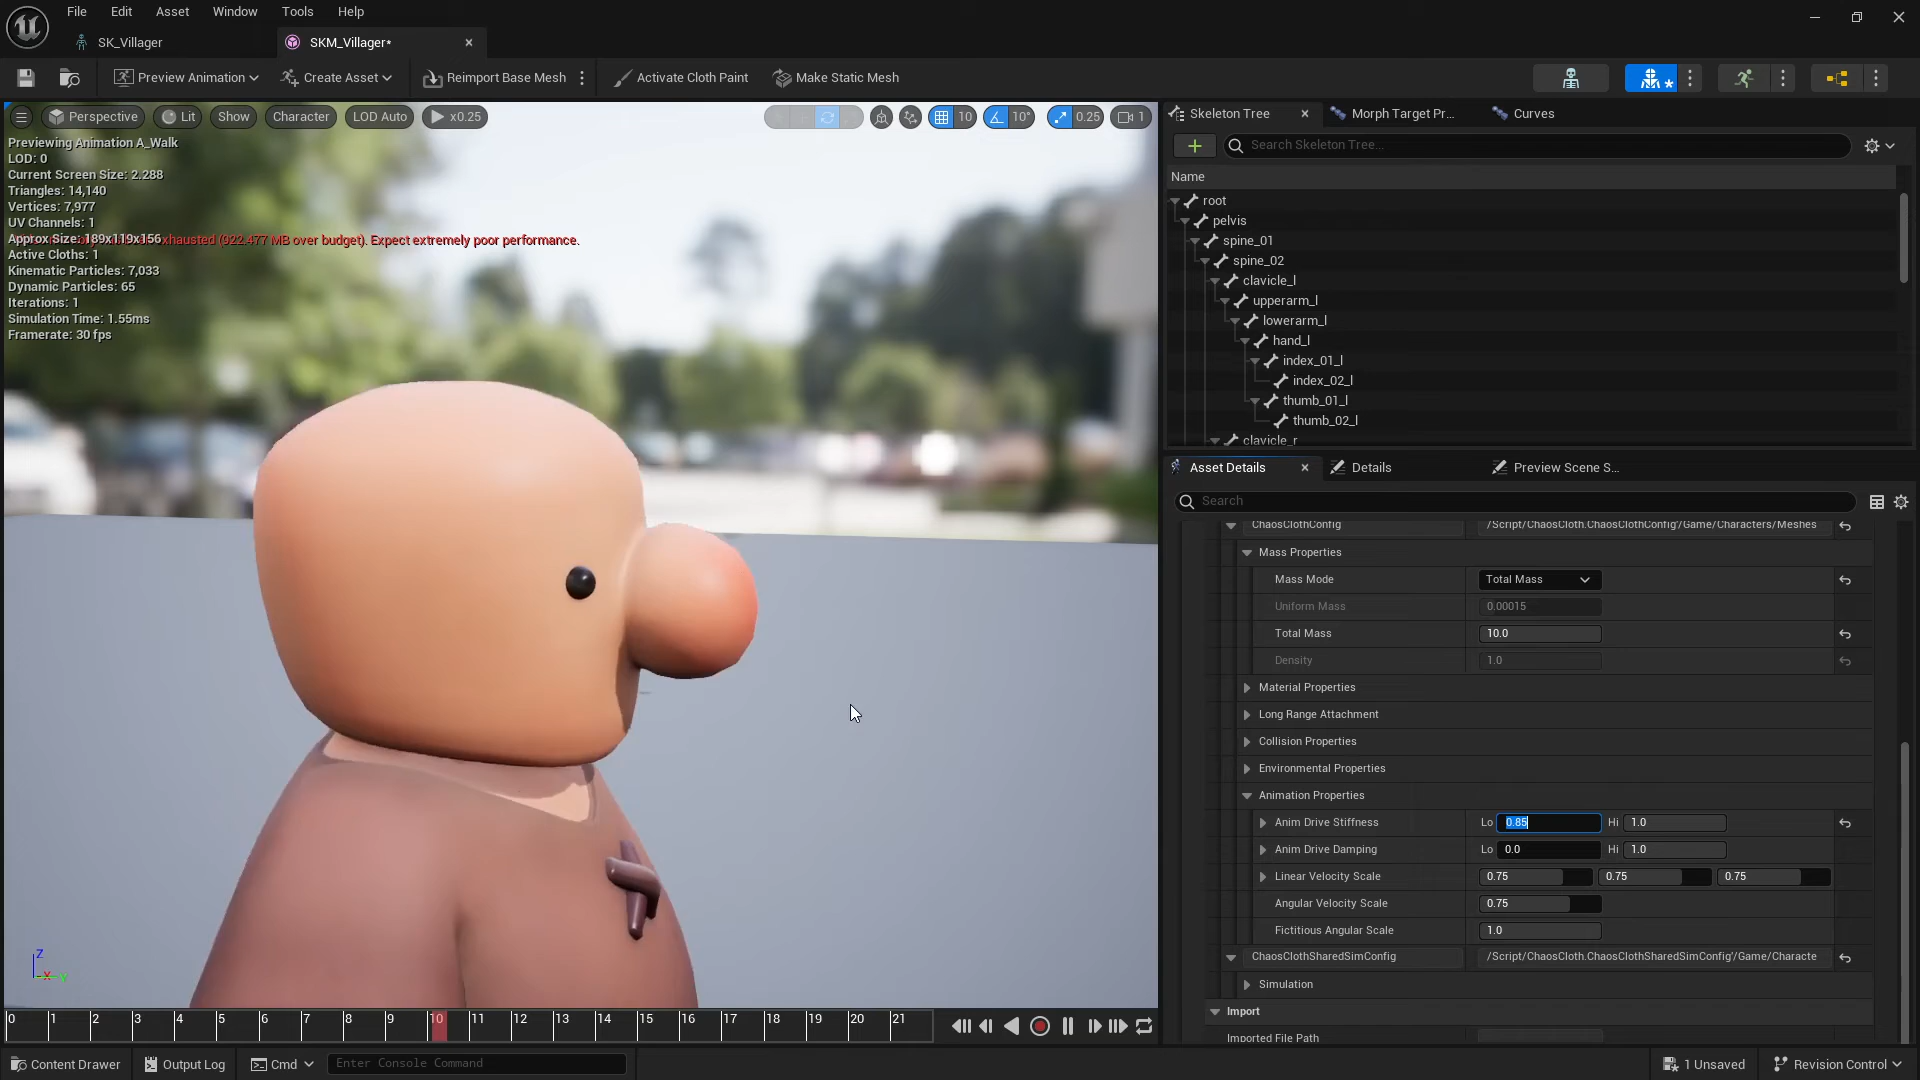 File Edit Asset Window Tools Help
SK_Villager SKM_Villager*
Preview Animation Create Asset Reimport Base Mesh Activate Cloth Paint Make Static Mesh
Perspective Lit Show Character LOD Auto x0.25 10 10° 0.25 1
Previewing Animation A_Walk
LOD: 0
Current Screen Size: 2.288
Triangles: 14,140
Vertices: 7,977
UV Channels: 1
Approx Size: 189x119x156 xhausted (922.477 MB over budget). Expect extremely poor performance.
Active Cloths: 1
Kinematic Particles: 7,033
Dynamic Particles: 65
Iterations: 1
Simulation Time: 1.55ms
Framerate: 30 fps
Z
X Y
0 1 2 3 4 5 6 7 8 9 10 11 12 13 14 15 16 17 18 19 20 21
Skeleton Tree Morph Target Pr... Curves
Search Skeleton Tree...
Name
root
pelvis
spine_01
spine_02
clavicle_l
upperarm_l
lowerarm_l
hand_l
index_01_l
index_02_l
thumb_01_l
thumb_02_l
clavicle_r
Asset Details Details Preview Scene S...
Search
ChaosClothConfig /Script/ChaosCloth.ChaosClothConfig'/Game/Characters/Meshes
Mass Properties
Mass Mode Total Mass
Uniform Mass 0.00015
Total Mass 10.0
Density 1.0
Material Properties
Long Range Attachment
Collision Properties
Environmental Properties
Animation Properties
Anim Drive Stiffness Lo 0.85 Hi 1.0
Anim Drive Damping Lo 0.0 Hi 1.0
Linear Velocity Scale 0.75 0.75 0.75
Angular Velocity Scale 0.75
Fictitious Angular Scale 1.0
ChaosClothSharedSimConfig /Script/ChaosCloth.ChaosClothSharedSimConfig'/Game/Characte
Simulation
Import
Imported File Path
Content Drawer Output Log Cmd Enter Console Command 1 Unsaved Revision Control